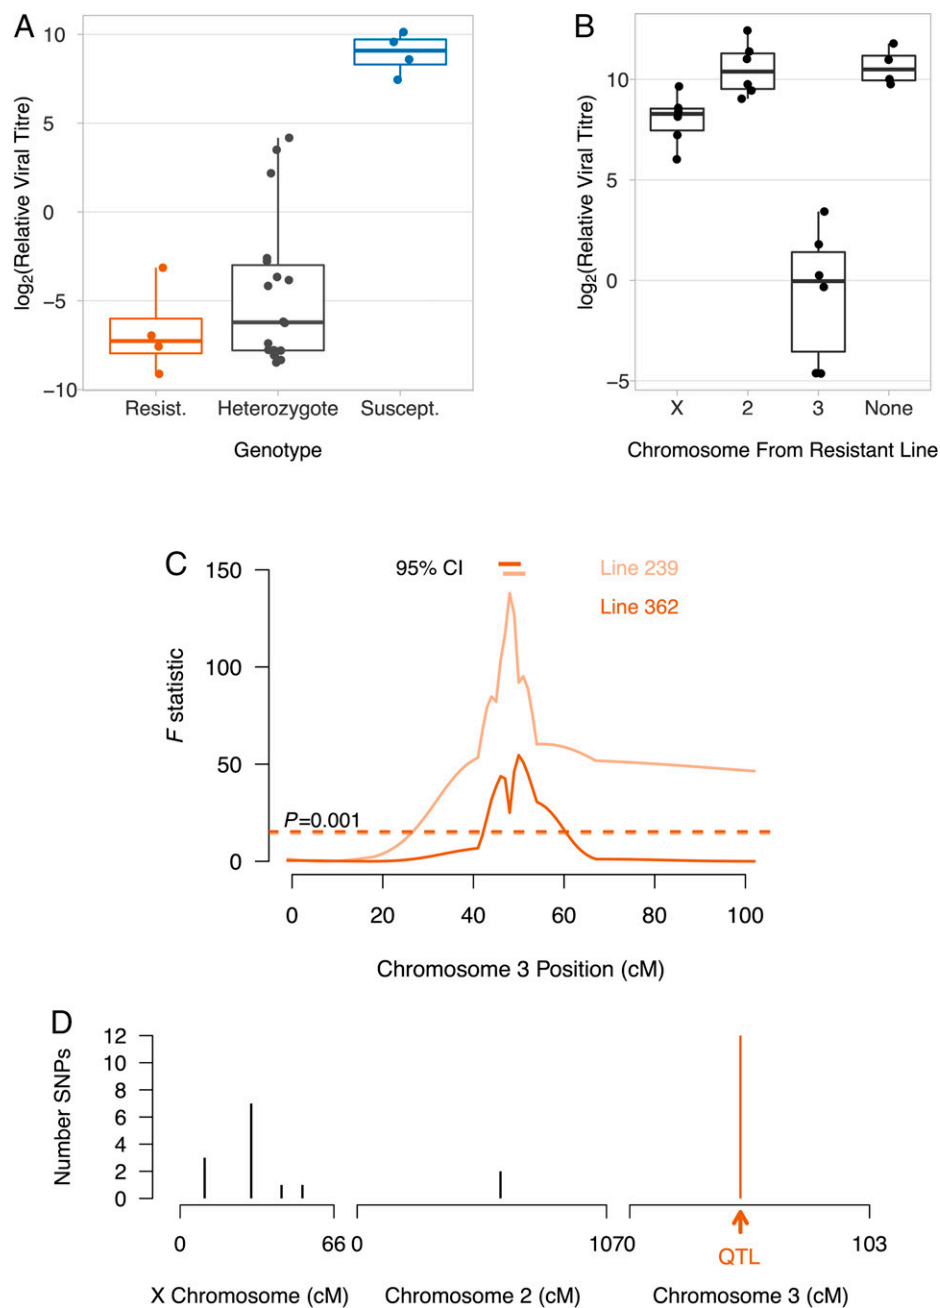 A
log2(Relative Viral Titre)
10
5
0
−5
−10
Resist. Heterozygote Suscept.
Genotype
B
log2(Relative Viral Titre)
10
5
0
−5
X 2 3 None
Chromosome From Resistant Line
C
150
100
50
0
F statistic
95% CI
Line 239
Line 362
P=0.001
0 20 40 60 80 100
Chromosome 3 Position (cM)
D
Number SNPs
12
10
8
6
4
2
0
0 66 0 107 0 103
QTL
X Chromosome (cM) Chromosome 2 (cM) Chromosome 3 (cM)